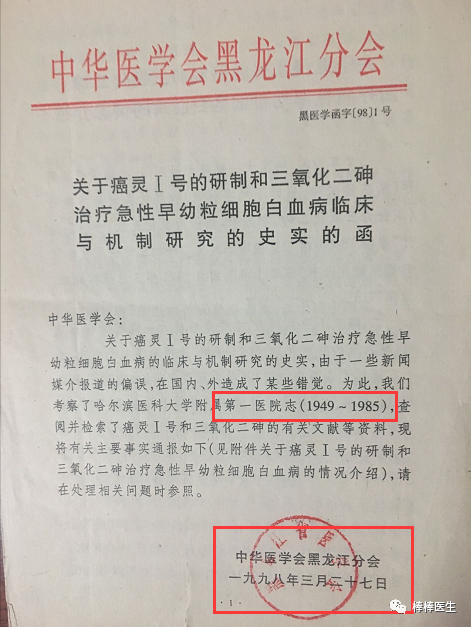 中华医学会黑龙江分会
黑医学函字[98]1号
关于癌灵Ⅰ号的研制和三氧化二砷
治疗急性早幼粒细胞白血病临床
与机制研究的史实的函
中华医学会：
关于癌灵Ⅰ号的研制和三氧化二砷治疗急性早
幼粒细胞白血病的临床与机制研究的史实，由于一些新闻
媒介报道的偏误，在国内、外造成了某些错觉。为此，我们
考察了哈尔滨医科大学附属第一医院志(1949～1985)，查
阅并检索了癌灵Ⅰ号和三氧化二砷的有关文献等资料，现
将有关主要事实通报如下(见附件关于癌灵Ⅰ号的研制和
三氧化二砷治疗急性早幼粒细胞白血病的情况介绍)，请
在处理相关问题时参照。
中华医学会黑龙江分会
一九九八年三月二十七日
·1·
棒棒医生